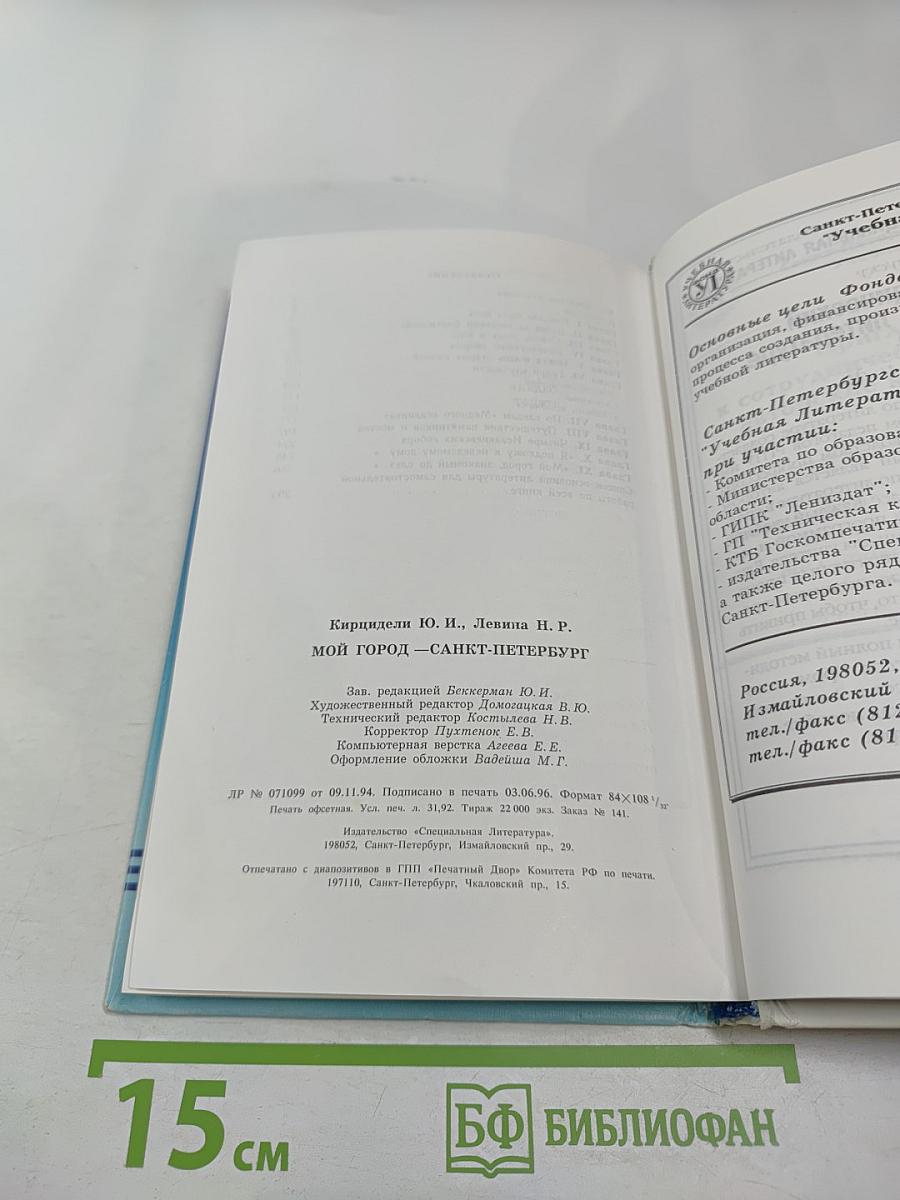 Кирцидели Ю. И., Левина Н. Р.
МОЙ ГОРОД —САНКТ-ПЕТЕРБУРГ
Зав. редакцией Беккерман Ю. И.
Художественный редактор Домогацкая В. Ю.
Технический редактор Костылева Н. В.
Корректор Пухтенок Е. В.
Компьютерная верстка Агеева Е. Е.
Оформление обложки Вадейша М. Г.
ЛР № 071099 от 09.11.94. Подписано в печать 03.06.96. Формат 84×108 1/32
Печать офсетная. Усл. печ. л. 31,92. Тираж 22 000 экз. Заказ № 141.
Издательство «Специальная Литература».
198052, Санкт-Петербург, Измайловский пр., 29.
Отпечатано с диапозитивов в ГПП «Печатный Двор» Комитета РФ по печати.
197110, Санкт-Петербург, Чкаловский пр., 15.
Санкт-Пете
"Учебна
УЛ
Основные цели Фонд
организация, финансирова
процесса создания, произ
учебной литературы.
Санкт-Петербургс
"Учебная Литерат
при участии:
- Комитета по образова
- Министерства образо
области;
- ГИПК "Лениздат";
- ГП "Техническая к
- КТБ Госкомпечати
- издательства "Спец
а также целого ряд
Санкт-Петербурга.
Россия, 198052,
Измайловский
тел./факс (812
тел./факс (81
15 см
БФ БИБЛИОФАН